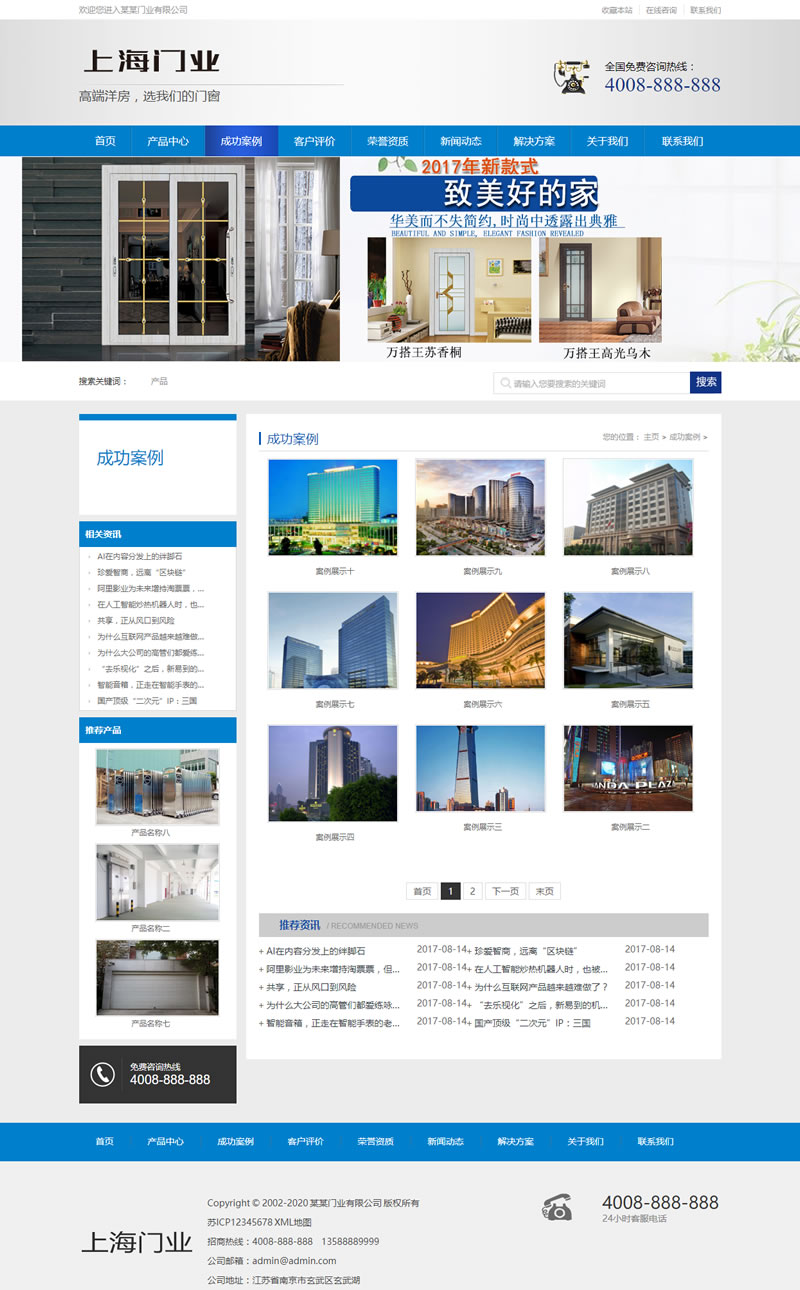 欢迎您进入某某门业有限公司
收藏本站 在线咨询 联系我们
上海门业
高端洋房，选我们的门窗
全国免费咨询热线：
4008-888-888
首页 产品中心 成功案例 客户评价 荣誉资质 新闻动态 解决方案 关于我们 联系我们
2017年新款式
致美好的家
华美而不失简约,时尚中透露出典雅
BEAUTIFUL AND SIMPLE, ELEGANT FASHION REVEALED
万搭王苏香桐
万搭王高光乌木
搜索关键词： 产品
请输入您要搜索的关键词 搜索
成功案例
相关资讯
AI在内容分发上的绊脚石
珍爱智商，远离“区块链”
阿里影业为未来增持淘票票，...
在人工智能炒热机器人时，也...
共享，正从风口到风险
为什么互联网产品越来越难做...
为什么大公司的高管们都爱练...
“去乐视化”之后，新易到的...
智能音箱，正走在智能手表的...
国产顶级“二次元”IP：三国
推荐产品
产品名称八
产品名称二
产品名称七
免费咨询热线
4008-888-888
成功案例
您的位置： 主页 > 成功案例 >
案例展示十 案例展示九 案例展示八
案例展示七 案例展示六 案例展示五
ANDA PLAZ
案例展示四 案例展示三 案例展示二
首页 1 2 下一页 末页
推荐资讯 / RECOMMENDED NEWS
+ AI在内容分发上的绊脚石 2017-08-14 + 珍爱智商，远离“区块链” 2017-08-14
+ 阿里影业为未来增持淘票票，但... 2017-08-14 + 在人工智能炒热机器人时，也被... 2017-08-14
+ 共享，正从风口到风险 2017-08-14 + 为什么互联网产品越来越难做了？ 2017-08-14
+ 为什么大公司的高管们都爱练咏... 2017-08-14 + “去乐视化”之后，新易到的机... 2017-08-14
+ 智能音箱，正走在智能手表的老... 2017-08-14 + 国产顶级“二次元”IP：三国 2017-08-14
首页 产品中心 成功案例 客户评价 荣誉资质 新闻动态 解决方案 关于我们 联系我们
上海门业
Copyright © 2002-2020 某某门业有限公司 版权所有
苏ICP12345678 XML地图
招商热线：4008-888-888 13588889999
公司邮箱：admin@admin.com
公司地址：江苏省南京市玄武区玄武湖
4008-888-888
24小时客服电话